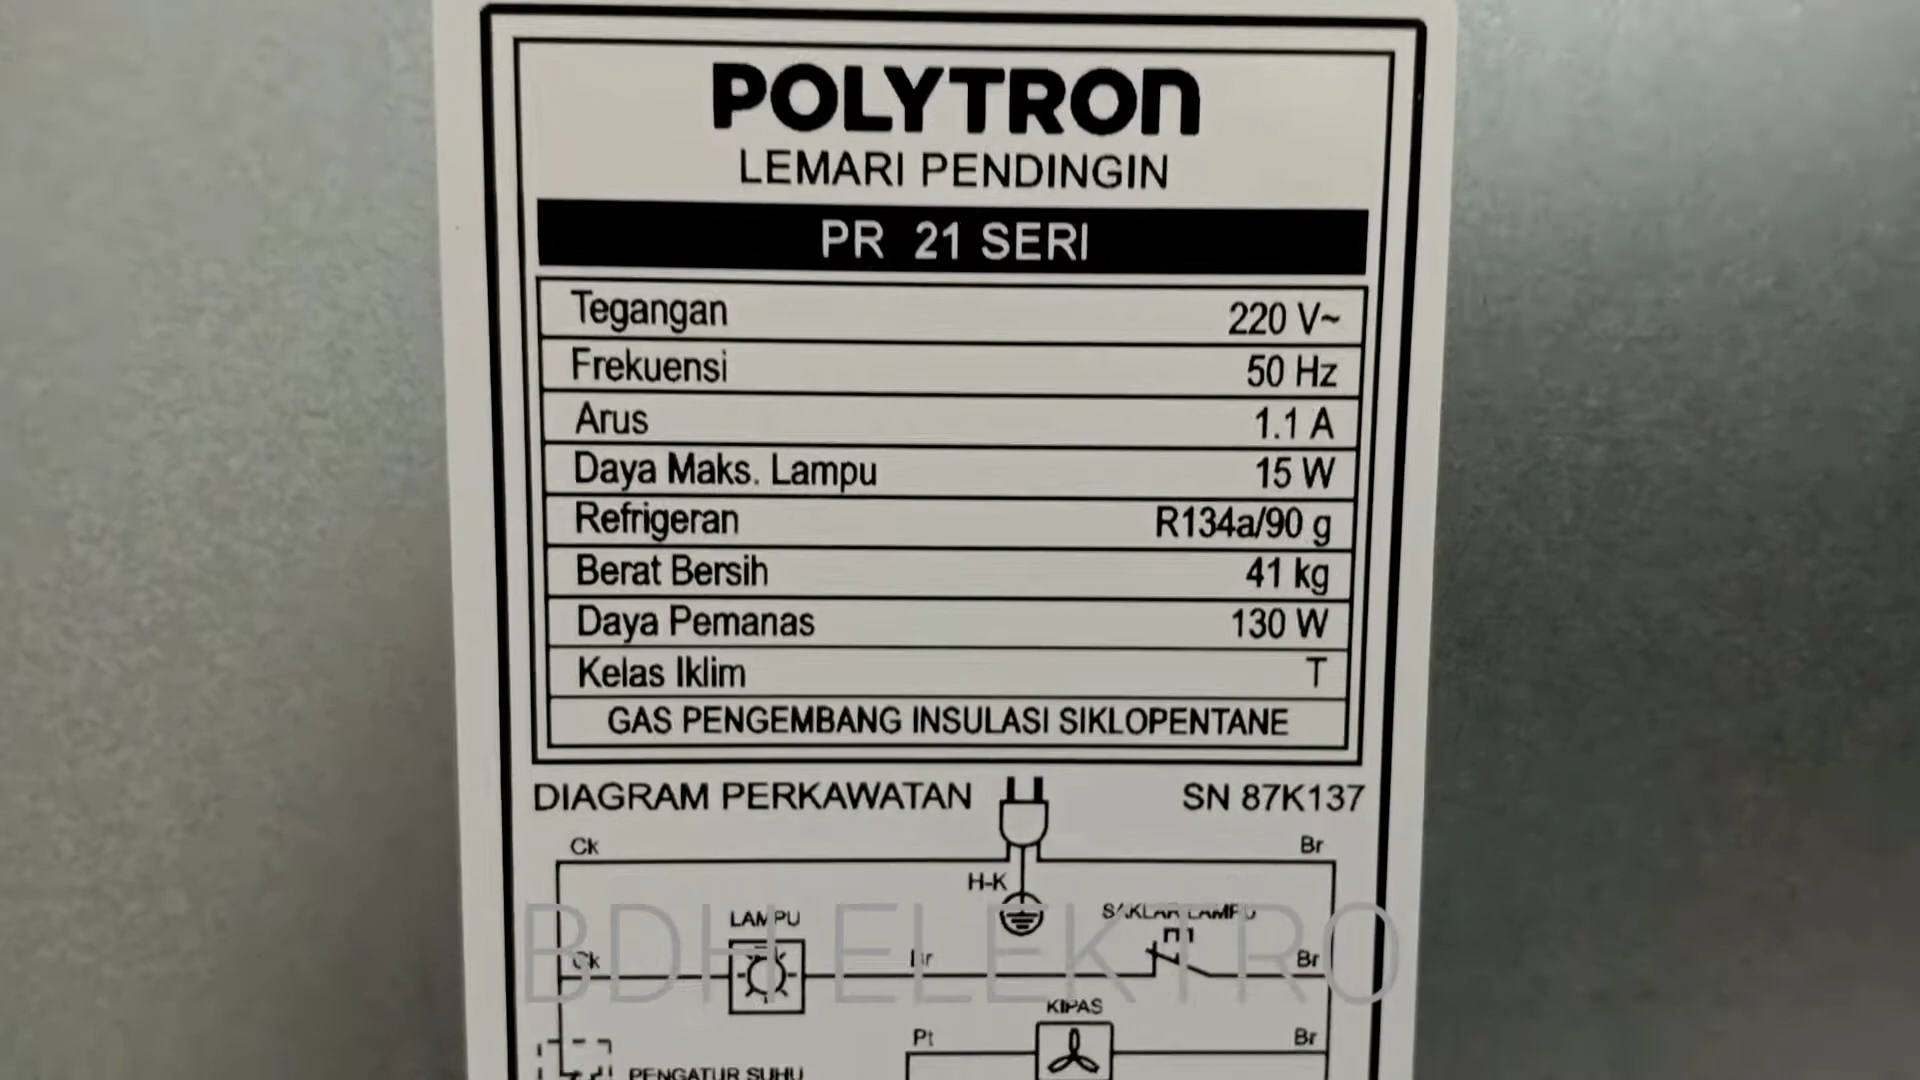 POLYTRON
LEMARI PENDINGIN
PR 21 SERI
Tegangan 220 V~
Frekuensi 50 Hz
Arus 1.1 A
Daya Maks. Lampu 15 W
Refrigeran R134a/90 g
Berat Bersih 41 kg
Daya Pemanas 130 W
Kelas Iklim T
GAS PENGEMBANG INSULASI SIKLOPENTANE
DIAGRAM PERKAWATAN SN 87K137
Ck Br
H-K
LAMPU SAKLAR LAMPU
BDH ELEKTRO
Ck Br Br
KIPAS
Pt Br
PENGATUR SUHU